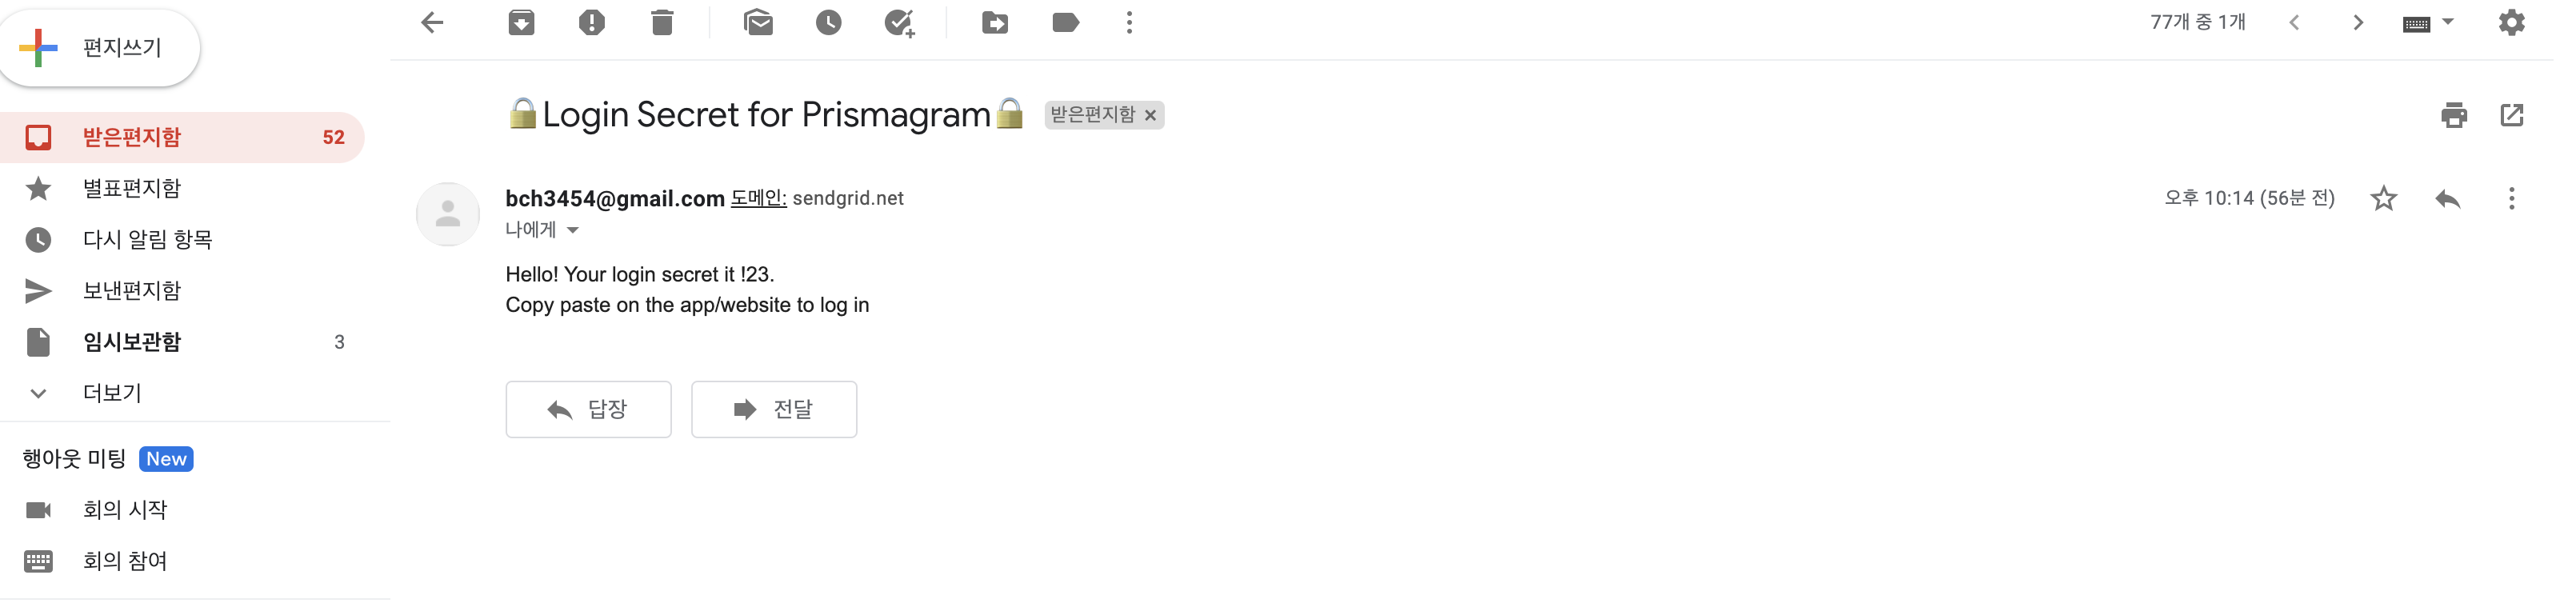 편지쓰기
77개 중 1개
받은편지함 52
별표편지함
다시 알림 항목
보낸편지함
임시보관함 3
더보기
행아웃 미팅 New
회의 시작
회의 참여
🔒Login Secret for Prismagram🔒 받은편지함 ×
bch3454@gmail.com 도메인: sendgrid.net
오후 10:14 (56분 전)
나에게
Hello! Your login secret it !23.
Copy paste on the app/website to log in
답장 전달